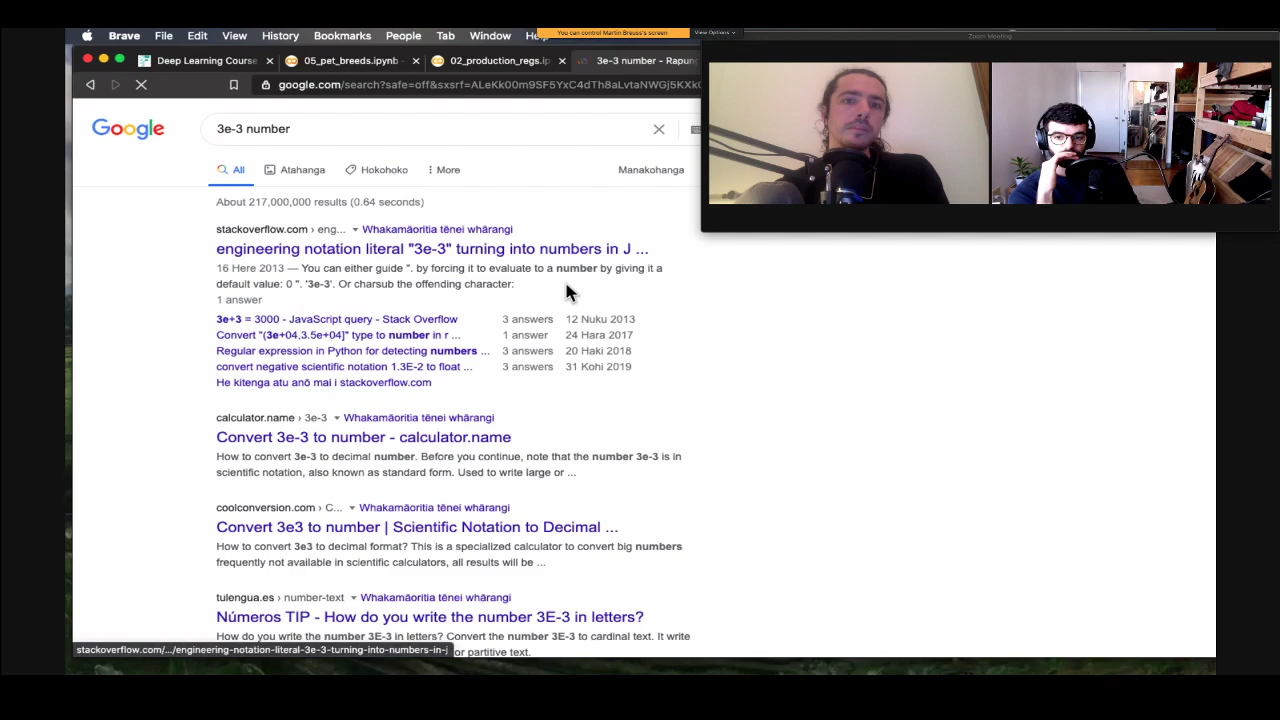 Brave File Edit View History Bookmarks People Tab Window
You can control Martin Breuss's screen
View Options
Zoom Meeting
Deep Learning Course
05_pet_breeds.ipynb
02_production_regs.ip
3e-3 number - Rapun
google.com/search?safe=off&sxsrf=ALeKk00m9SF5YxC4dTh8aLvtaNWGj5KXk
Google
3e-3 number
All Atahanga Hokohoko More Manakohanga
About 217,000,000 results (0.64 seconds)
stackoverflow.com › eng... Whakamāoritia tēnei whārangi
engineering notation literal "3e-3" turning into numbers in J ...
16 Here 2013 — You can either guide ". by forcing it to evaluate to a number by giving it a
default value: 0 ". '3e-3'. Or charsub the offending character:
1 answer
3e+3 = 3000 - JavaScript query - Stack Overflow 3 answers 12 Nuku 2013
Convert "(3e+04,3.5e+04]" type to number in r ... 1 answer 24 Hara 2017
Regular expression in Python for detecting numbers ... 3 answers 20 Haki 2018
convert negative scientific notation 1.3E-2 to float ... 3 answers 31 Kohi 2019
He kitenga atu anō mai i stackoverflow.com
calculator.name › 3e-3 Whakamāoritia tēnei whārangi
Convert 3e-3 to number - calculator.name
How to convert 3e-3 to decimal number. Before you continue, note that the number 3e-3 is in
scientific notation, also known as standard form. Used to write large or ...
coolconversion.com › C... Whakamāoritia tēnei whārangi
Convert 3e3 to number | Scientific Notation to Decimal ...
How to convert 3e3 to decimal format? This is a specialized calculator to convert big numbers
frequently not available in scientific calculators, all results will be ...
tulengua.es › number-text Whakamāoritia tēnei whārangi
Números TIP - How do you write the number 3E-3 in letters?
How do you write the number 3E-3 in letters? Convert the number 3E-3 to cardinal text. It write
or partitive text.
stackoverflow.com/.../engineering-notation-literal-3e-3-turning-into-numbers-in-j